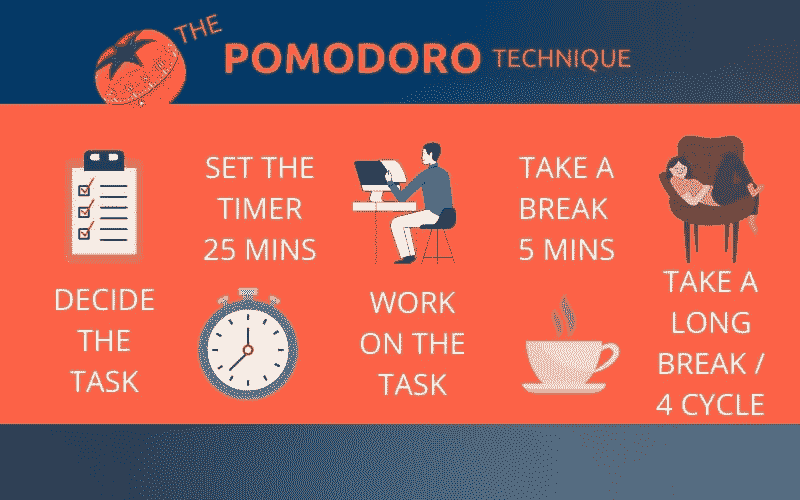 THE
POMODORO TECHNIQUE
DECIDE
THE
TASK
SET THE
TIMER
25 MINS
WORK
ON THE
TASK
TAKE A
BREAK
5 MINS
TAKE A
LONG
BREAK /
4 CYCLE